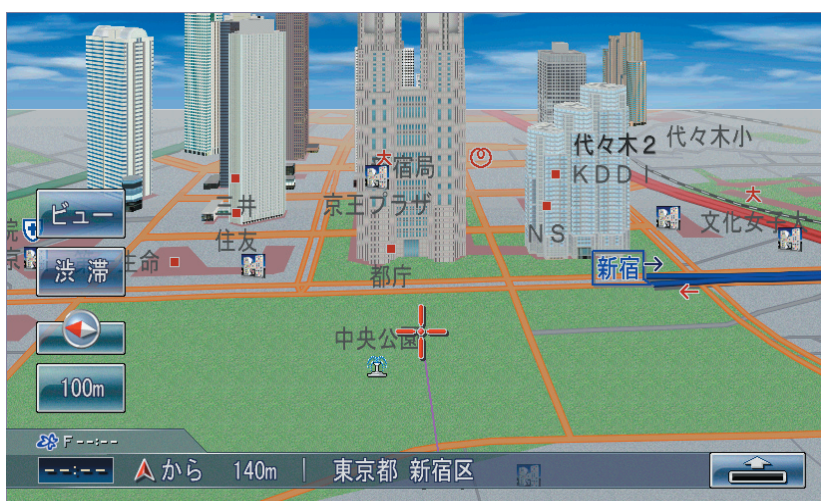 代々木2
代々木小
宿局
KDDI
三井
京王プラザ
文化女子大
院
NS
住友
京
生命
都庁
新宿→
ビュー
渋滞
中央公園
100m
F--:--
--:--
から 140m
東京都 新宿区